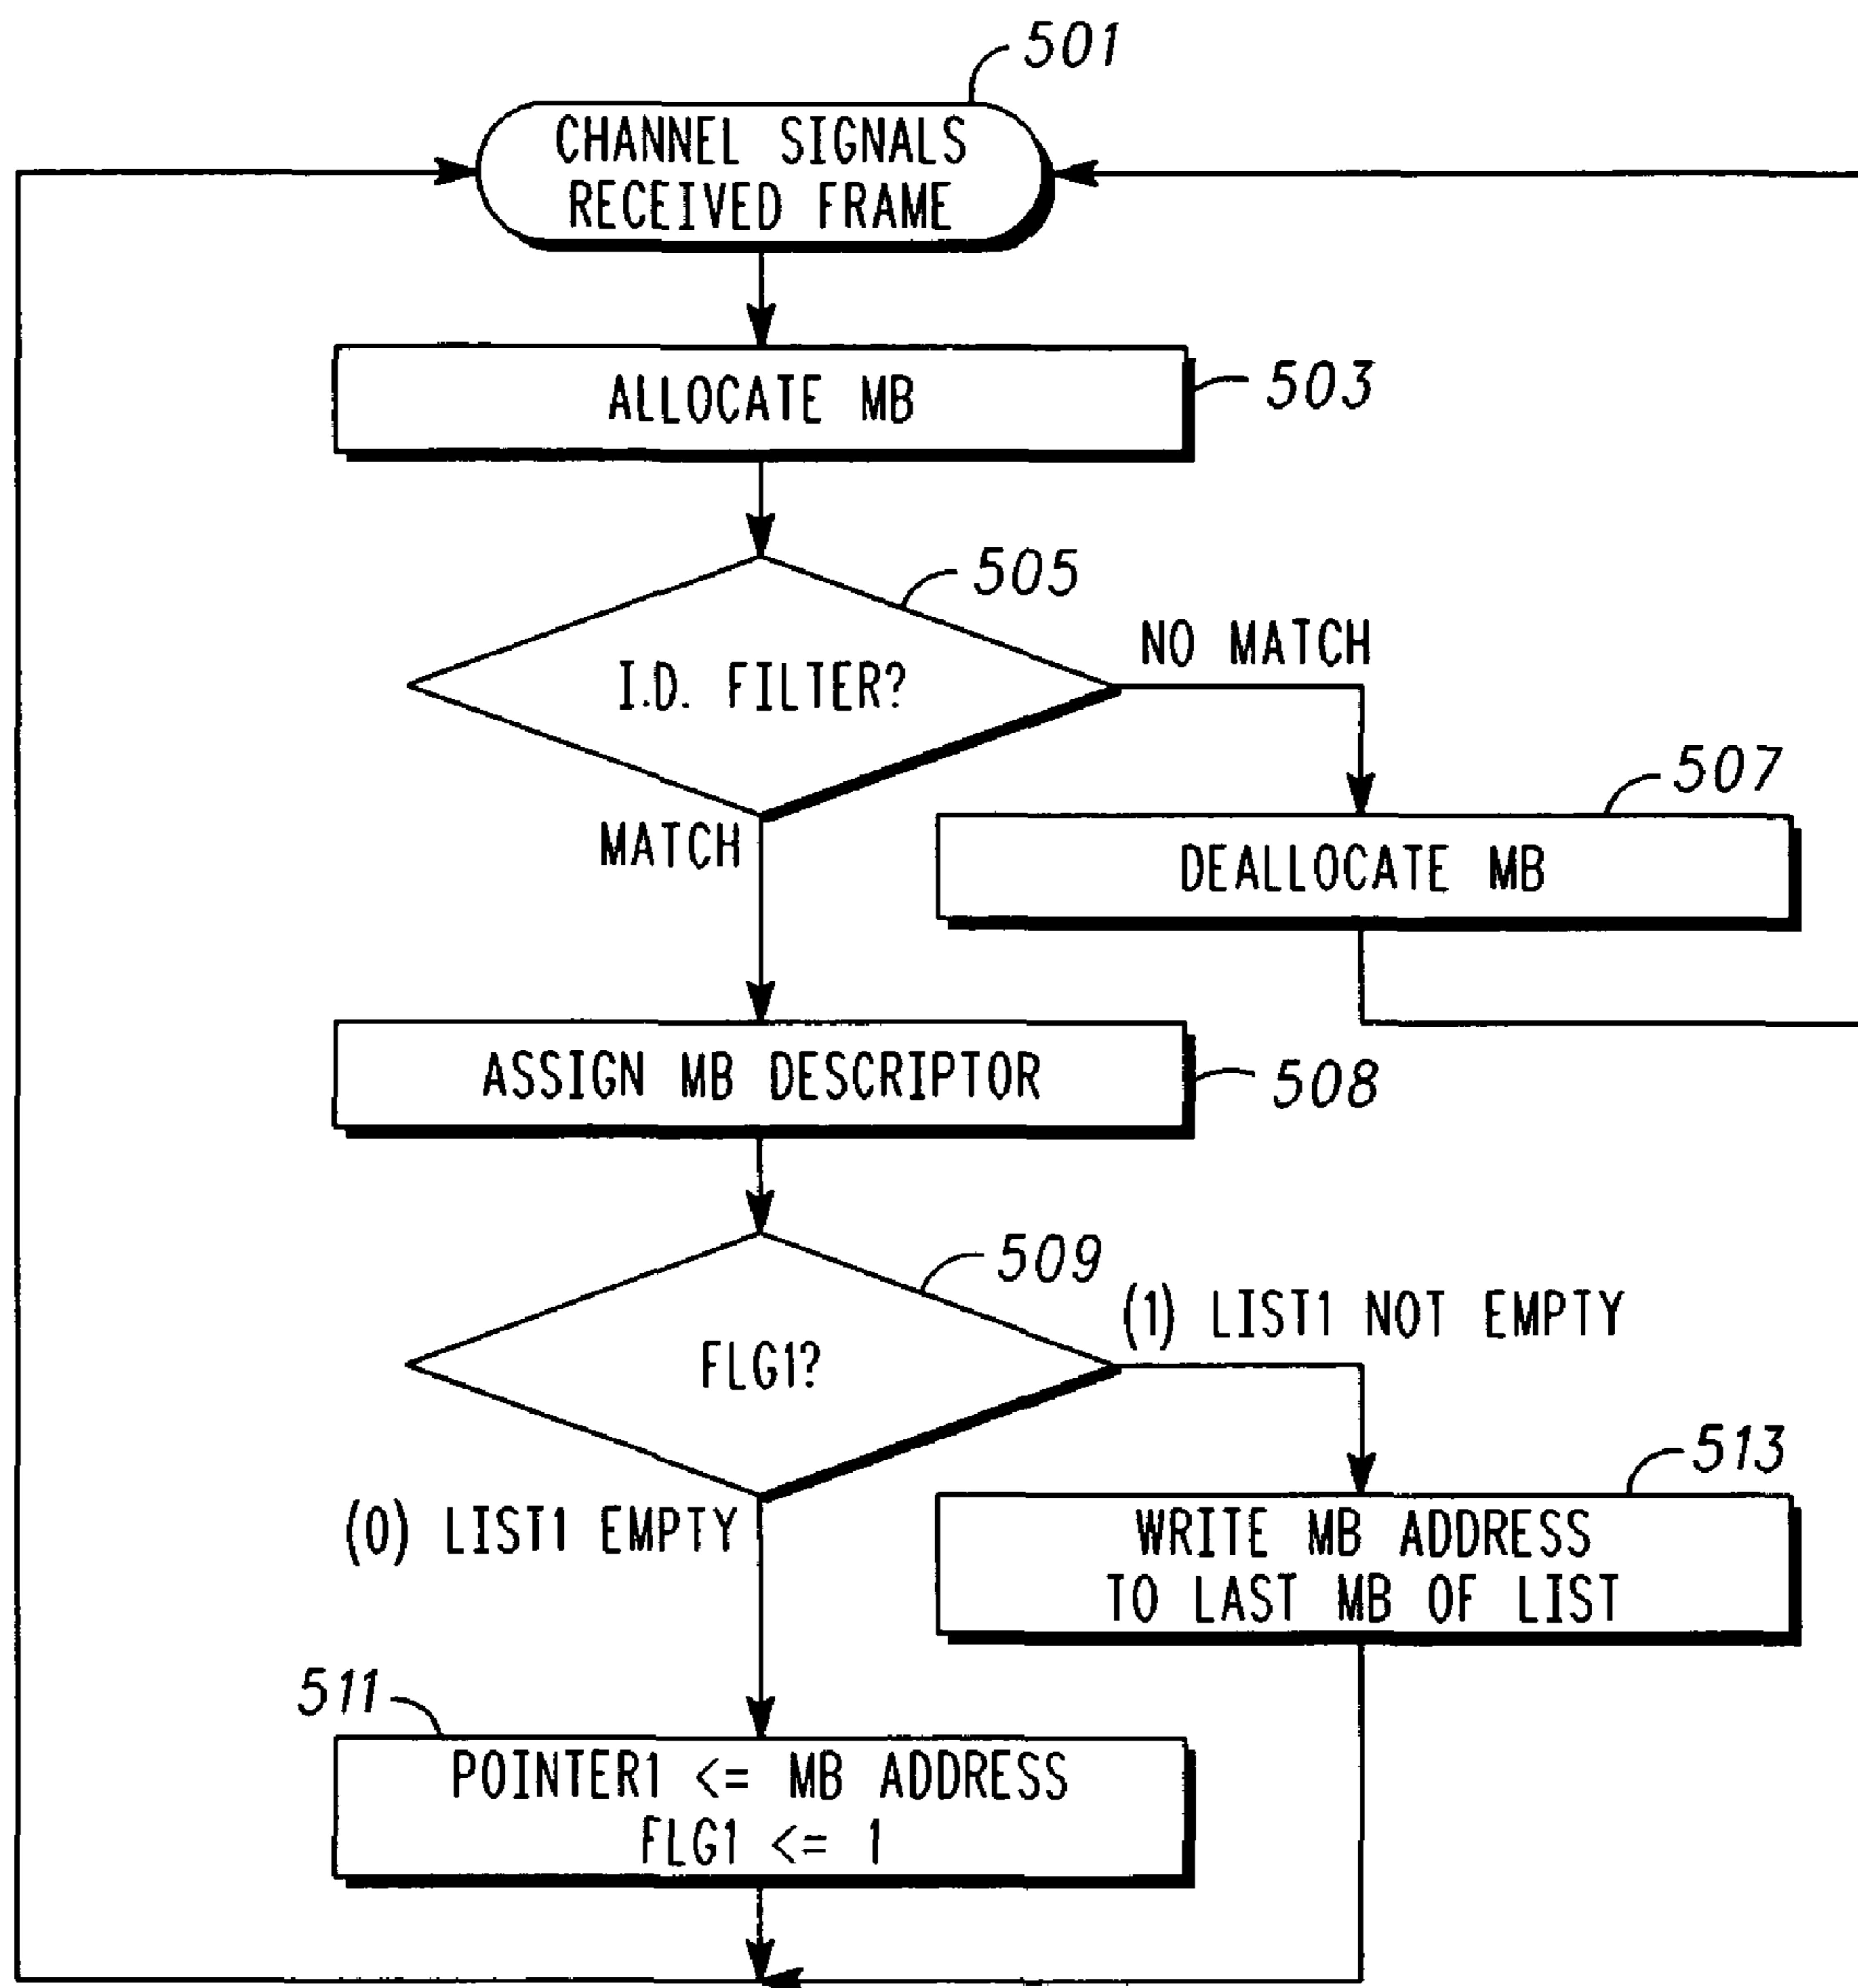 501
CHANNEL SIGNALS
RECEIVED FRAME
ALLOCATE MB
503
505
I.D. FILTER?
NO MATCH
MATCH
507
DEALLOCATE MB
ASSIGN MB DESCRIPTOR
508
509
FLG1?
(1) LIST1 NOT EMPTY
(0) LIST1 EMPTY
513
WRITE MB ADDRESS
TO LAST MB OF LIST
511
POINTER1 <= MB ADDRESS
FLG1 <= 1